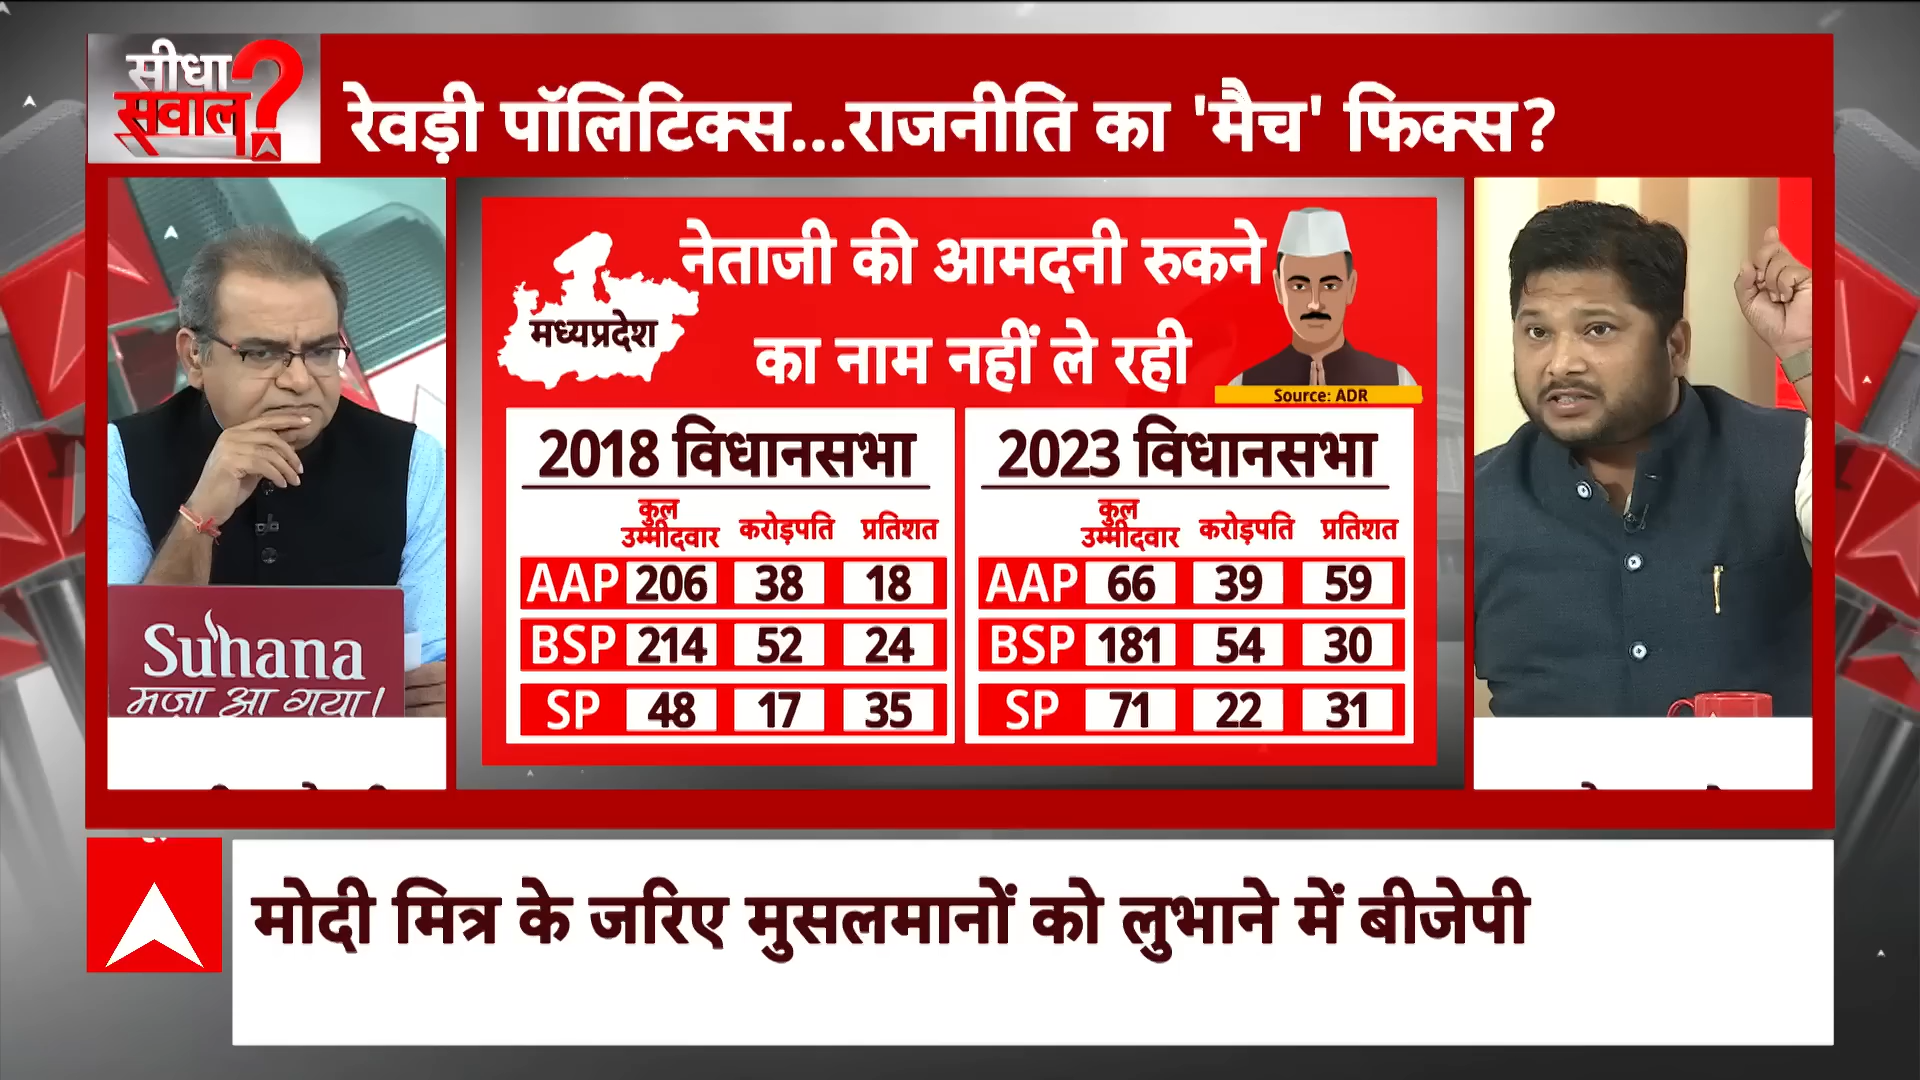 सीधा
सवाल?
रेवड़ी पॉलिटिक्स...राजनीति का 'मैच' फिक्स?
नेताजी की आमदनी रुकने
का नाम नहीं ले रही
मध्यप्रदेश
Source: ADR
2018 विधानसभा
कुल उम्मीदवार करोड़पति प्रतिशत
AAP 206 38 18
BSP 214 52 24
SP 48 17 35
2023 विधानसभा
कुल उम्मीदवार करोड़पति प्रतिशत
AAP 66 39 59
BSP 181 54 30
SP 71 22 31
Suhana
मज़ा आ गया!
मोदी मित्र के जरिए मुसलमानों को लुभाने में बीजेपी